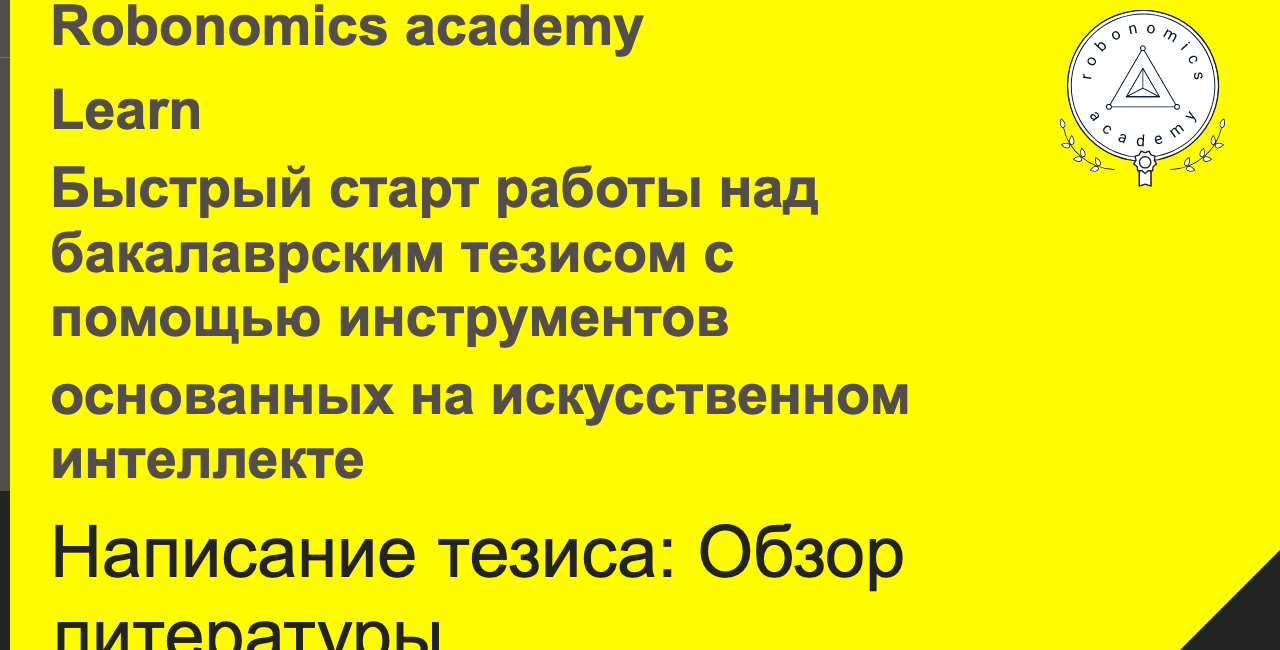 Robonomics academy
Learn
Быстрый старт работы над
бакалаврским тезисом с
помощью инструментов
основанных на искусственном
интеллекте
Написание тезиса: Обзор
литературы
robonomics
academy